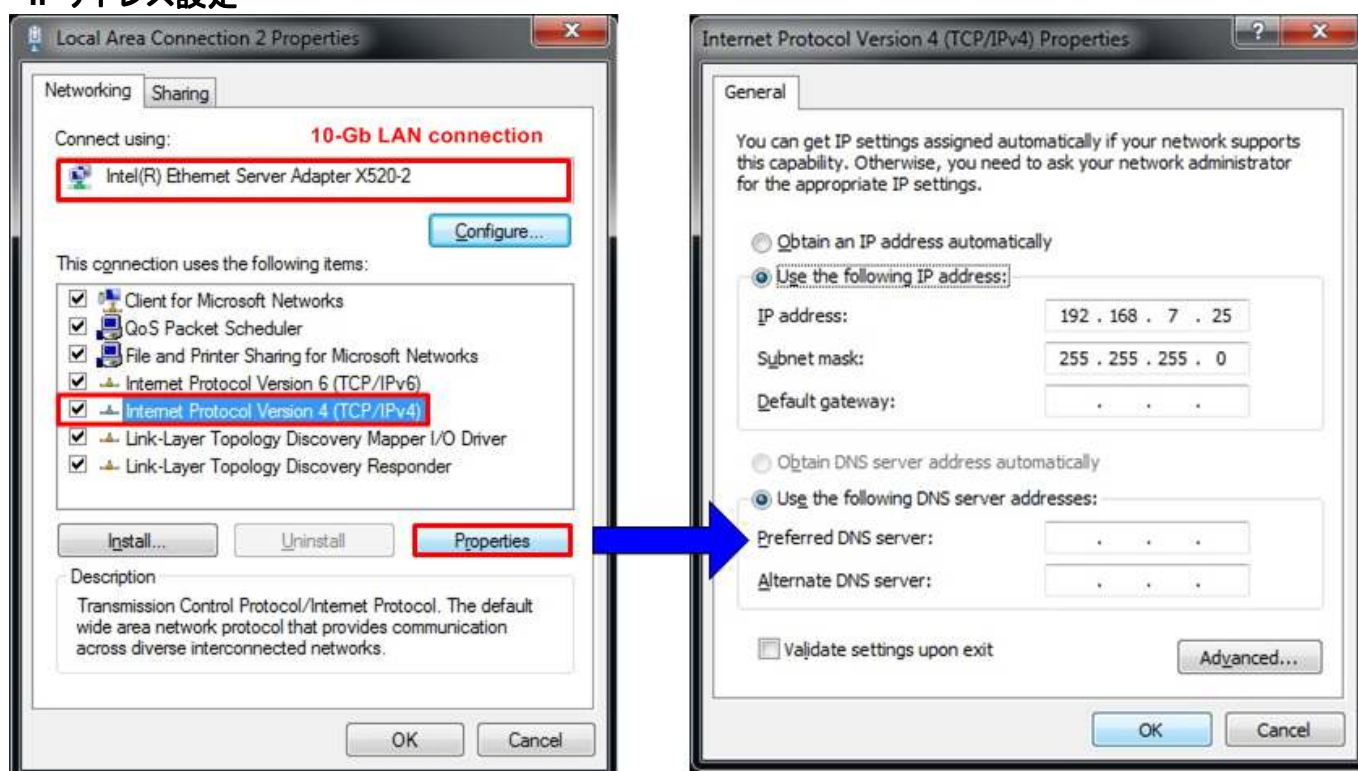 IP アドレス設定
Local Area Connection 2 Properties
Networking
Sharing
Connect using:
10-Gb LAN connection
Intel(R) Ethernet Server Adapter X520-2
Configure...
This connection uses the following items:
Client for Microsoft Networks
QoS Packet Scheduler
File and Printer Sharing for Microsoft Networks
Internet Protocol Version 6 (TCP/IPv6)
Internet Protocol Version 4 (TCP/IPv4)
Link-Layer Topology Discovery Mapper I/O Driver
Link-Layer Topology Discovery Responder
Install...
Uninstall
Properties
Description
Transmission Control Protocol/Internet Protocol. The default
wide area network protocol that provides communication
across diverse interconnected networks.
OK
Cancel
Internet Protocol Version 4 (TCP/IPv4) Properties
General
You can get IP settings assigned automatically if your network supports
this capability. Otherwise, you need to ask your network administrator
for the appropriate IP settings.
Obtain an IP address automatically
Use the following IP address:
IP address: 192 . 168 . 7 . 25
Subnet mask: 255 . 255 . 255 . 0
Default gateway: . . .
Obtain DNS server address automatically
Use the following DNS server addresses:
Preferred DNS server: . . .
Alternate DNS server: . . .
Validate settings upon exit
Advanced...
OK
Cancel